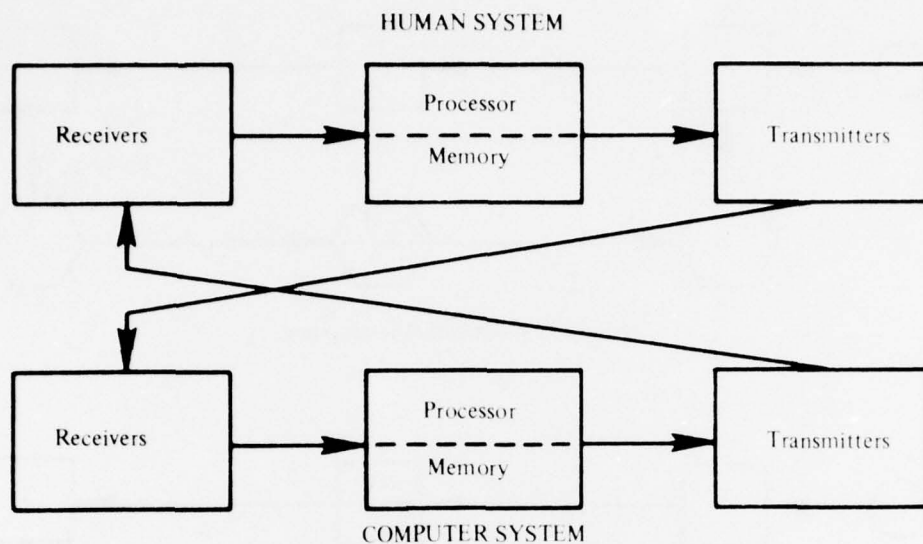 HUMAN SYSTEM
Receivers
Processor
Memory
Transmitters
Receivers
Processor
Memory
Transmitters
COMPUTER SYSTEM